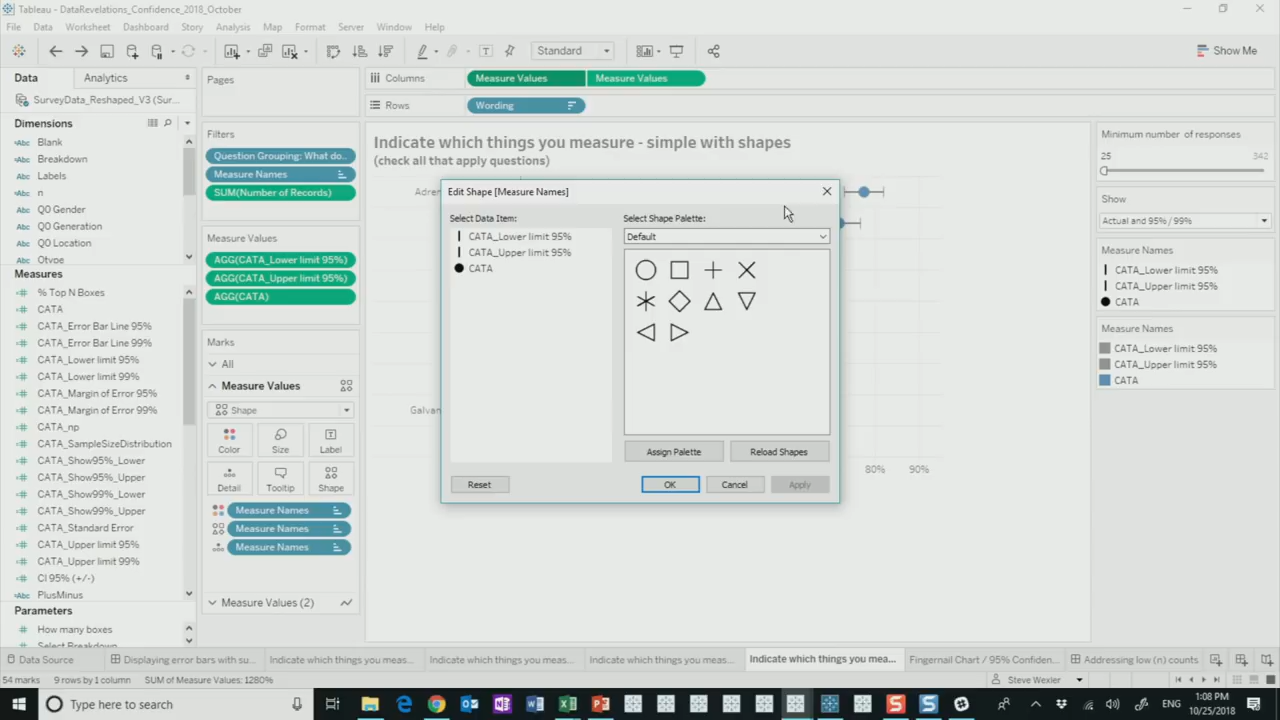 Tableau - DataRevelations_Confidence_2018_October
File Data Worksheet Dashboard Story Analysis Map Format Server Window Help
Standard
Show Me
Data Analytics
SurveyData_Reshaped_V3 (Sur...
Dimensions
Blank
Breakdown
Labels
n
Q0 Gender
Q0 Generation
Q0 Location
Qtype
Measures
% Top N Boxes
CATA
CATA_Error Bar Line 95%
CATA_Error Bar Line 99%
CATA_Lower limit 95%
CATA_Lower limit 99%
CATA_Margin of Error 95%
CATA_Margin of Error 99%
CATA_np
CATA_SampleSizeDistribution
CATA_Show95%_Lower
CATA_Show95%_Upper
CATA_Show99%_Lower
CATA_Show99%_Upper
CATA_Standard Error
CATA_Upper limit 95%
CATA_Upper limit 99%
CI 95% (+/-)
PlusMinus
Parameters
How many boxes
Select Breakdown
Pages
Filters
Question Grouping: What do..
Measure Names
SUM(Number of Records)
Measure Values
AGG(CATA_Lower limit 95%)
AGG(CATA_Upper limit 95%)
AGG(CATA)
Marks
All
Measure Values
Shape
Color Size Label
Detail Tooltip Shape
Measure Names
Measure Names
Measure Names
Measure Values (2)
Columns Measure Values Measure Values
Rows Wording
Indicate which things you measure - simple with shapes
(check all that apply questions)
Adren
Galvan
80% 90%
Edit Shape [Measure Names]
Select Data Item:
CATA_Lower limit 95%
CATA_Upper limit 95%
CATA
Select Shape Palette:
Default
Assign Palette Reload Shapes
Reset OK Cancel Apply
Minimum number of responses
25 342
Show
Actual and 95% / 99%
Measure Names
CATA_Lower limit 95%
CATA_Upper limit 95%
CATA
Measure Names
CATA_Lower limit 95%
CATA_Upper limit 95%
CATA
Data Source Displaying error bars with su... Indicate which things you meas... Indicate which things you meas... Indicate which things you meas... Indicate which things you mea... Fingernail Chart / 95% Confiden... Addressing low (n) counts
54 marks 9 rows by 1 column SUM of Measure Values: 1280% Steve Wexler
Type here to search
ENG 1:08 PM
10/25/2018